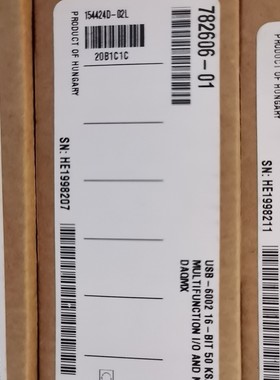 PRODUCT OF HUNGARY
154424D-02L
20B1C1C
782606-01
SN: HE1998207
USB-6002 16-BIT 50 KS
MULTIFUNCTION I/O AND
DAQMX
PRODUCT OF HUNGARY
SN: HE1998211